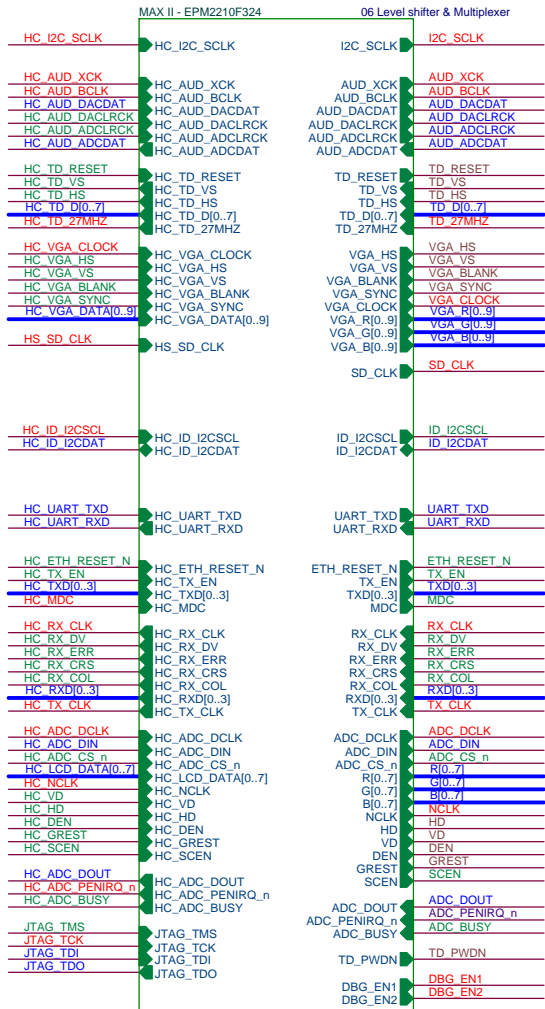 MAX II - EPM2210F324 06 Level shifter & Multiplexer
HC_I2C_SCLK HC_I2C_SCLK I2C_SCLK I2C_SCLK
HC_AUD_XCK HC_AUD_XCK AUD_XCK AUD_XCK
HC_AUD_BCLK HC_AUD_BCLK AUD_BCLK AUD_BCLK
HC_AUD_DACDAT HC_AUD_DACDAT AUD_DACDAT AUD_DACDAT
HC_AUD_DACLRCK HC_AUD_DACLRCK AUD_DACLRCK AUD_DACLRCK
HC_AUD_ADCLRCK HC_AUD_ADCLRCK AUD_ADCLRCK AUD_ADCLRCK
HC_AUD_ADCDAT HC_AUD_ADCDAT AUD_ADCDAT AUD_ADCDAT
HC_TD_RESET HC_TD_RESET TD_RESET TD_RESET
HC_TD_VS HC_TD_VS TD_VS TD_VS
HC_TD_HS HC_TD_HS TD_HS TD_HS
HC_TD_D[0..7] HC_TD_D[0..7] TD_D[0..7] TD_D[0..7]
HC_TD_27MHZ HC_TD_27MHZ TD_27MHZ TD_27MHZ
HC_VGA_CLOCK HC_VGA_CLOCK VGA_HS VGA_HS
HC_VGA_HS HC_VGA_HS VGA_VS VGA_VS
HC_VGA_VS HC_VGA_VS VGA_BLANK VGA_BLANK
HC_VGA_BLANK HC_VGA_BLANK VGA_SYNC VGA_SYNC
HC_VGA_SYNC HC_VGA_SYNC VGA_CLOCK VGA_CLOCK
HC_VGA_DATA[0..9] HC_VGA_DATA[0..9] VGA_R[0..9] VGA_R[0..9]
VGA_G[0..9] VGA_G[0..9]
HS_SD_CLK HS_SD_CLK VGA_B[0..9] VGA_B[0..9]
SD_CLK SD_CLK
HC_ID_I2CSCL HC_ID_I2CSCL ID_I2CSCL ID_I2CSCL
HC_ID_I2CDAT HC_ID_I2CDAT ID_I2CDAT ID_I2CDAT
HC_UART_TXD HC_UART_TXD UART_TXD UART_TXD
HC_UART_RXD HC_UART_RXD UART_RXD UART_RXD
HC_ETH_RESET_N HC_ETH_RESET_N ETH_RESET_N ETH_RESET_N
HC_TX_EN HC_TX_EN TX_EN TX_EN
HC_TXD[0..3] HC_TXD[0..3] TXD[0..3] TXD[0..3]
HC_MDC HC_MDC MDC MDC
HC_RX_CLK HC_RX_CLK RX_CLK RX_CLK
HC_RX_DV HC_RX_DV RX_DV RX_DV
HC_RX_ERR HC_RX_ERR RX_ERR RX_ERR
HC_RX_CRS HC_RX_CRS RX_CRS RX_CRS
HC_RX_COL HC_RX_COL RX_COL RX_COL
HC_RXD[0..3] HC_RXD[0..3] RXD[0..3] RXD[0..3]
HC_TX_CLK HC_TX_CLK TX_CLK TX_CLK
HC_ADC_DCLK HC_ADC_DCLK ADC_DCLK ADC_DCLK
HC_ADC_DIN HC_ADC_DIN ADC_DIN ADC_DIN
HC_ADC_CS_n HC_ADC_CS_n ADC_CS_n ADC_CS_n
HC_LCD_DATA[0..7] HC_LCD_DATA[0..7] R[0..7] R[0..7]
HC_NCLK HC_NCLK G[0..7] G[0..7]
HC_VD HC_VD B[0..7] B[0..7]
HC_HD HC_HD NCLK NCLK
HC_DEN HC_DEN HD HD
HC_GREST HC_GREST VD VD
HC_SCEN HC_SCEN DEN DEN
GREST GREST
HC_ADC_DOUT HC_ADC_DOUT SCEN SCEN
HC_ADC_PENIRQ_n HC_ADC_PENIRQ_n
HC_ADC_BUSY HC_ADC_BUSY ADC_DOUT ADC_DOUT
ADC_PENIRQ_n ADC_PENIRQ_n
JTAG_TMS JTAG_TMS ADC_BUSY ADC_BUSY
JTAG_TCK JTAG_TCK
JTAG_TDI JTAG_TDI TD_PWDN TD_PWDN
JTAG_TDO JTAG_TDO
DBG_EN1 DBG_EN1
DBG_EN2 DBG_EN2